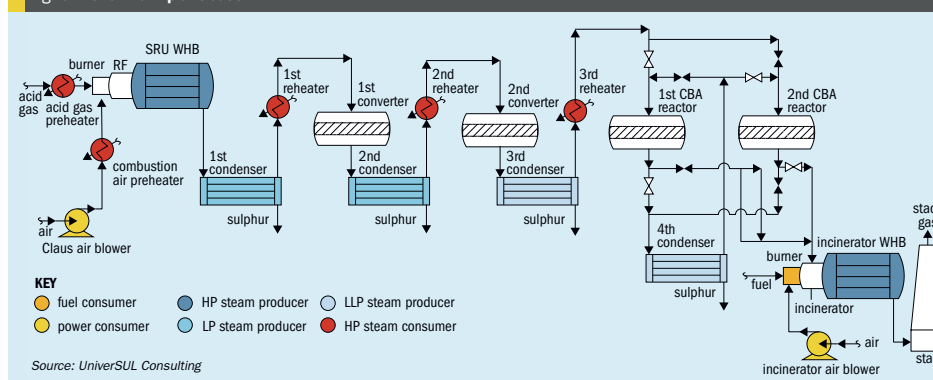 SRU WHB
burner
RF
acid
gas
acid gas
preheater
combustion
air preheater
air
Claus air blower
1st
reheater
1st
converter
1st
condenser
2nd
condenser
sulphur
sulphur
2nd
reheater
2nd
converter
3rd
condenser
sulphur
3rd
reheater
1st CBA
reactor
2nd CBA
reactor
4th
condenser
sulphur
burner
incinerator WHB
fuel
incinerator
air
incinerator air blower
KEY
fuel consumer
HP steam producer
LLP steam producer
power consumer
LP steam producer
HP steam consumer
Source: UniverSUL Consulting